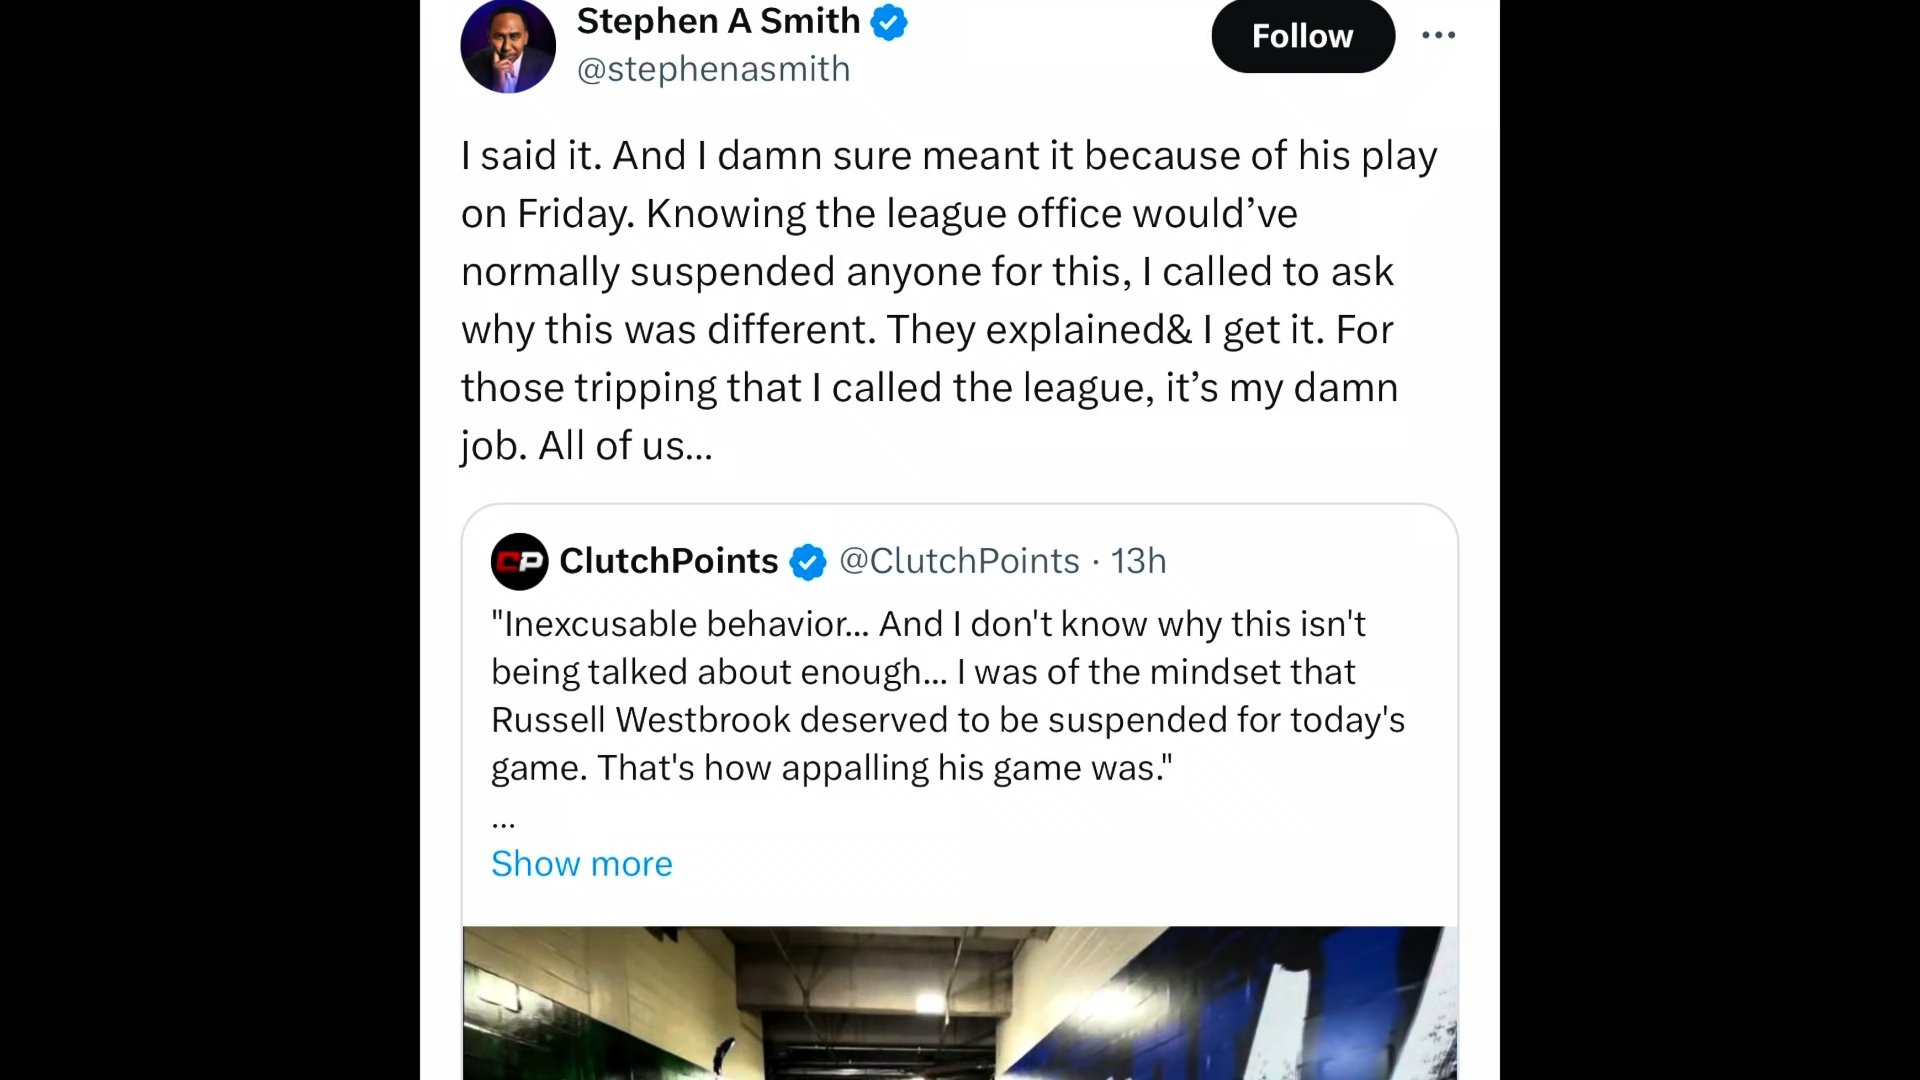 Stephen A Smith
@stephenasmith
Follow
I said it. And I damn sure meant it because of his play
on Friday. Knowing the league office would’ve
normally suspended anyone for this, I called to ask
why this was different. They explained& I get it. For
those tripping that I called the league, it’s my damn
job. All of us...
CP ClutchPoints @ClutchPoints · 13h
"Inexcusable behavior... And I don't know why this isn't
being talked about enough... I was of the mindset that
Russell Westbrook deserved to be suspended for today's
game. That's how appalling his game was."
...
Show more